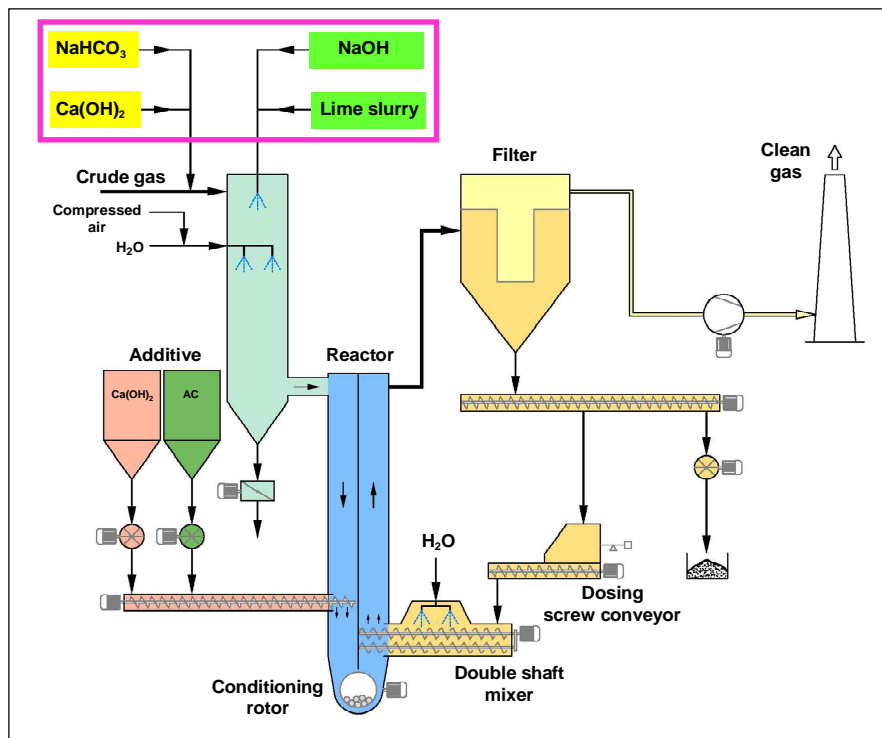 NaHCO₃
NaOH
Ca(OH)₂
Lime slurry
Crude gas
Compressed
air
H₂O
Filter
Clean
gas
Additive
Reactor
Ca(OH)₂
AC
H₂O
Dosing
screw conveyor
Double shaft
mixer
Conditioning
rotor